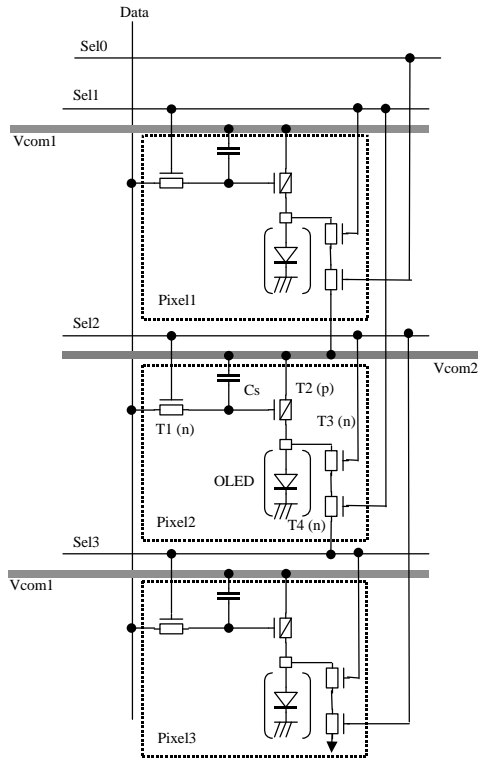 Data
Sel0
Sel1
Vcom1
Pixel1
Sel2
Vcom2
Cs
T2 (p)
T1 (n)
T3 (n)
OLED
T4 (n)
Pixel2
Sel3
Vcom1
Pixel3